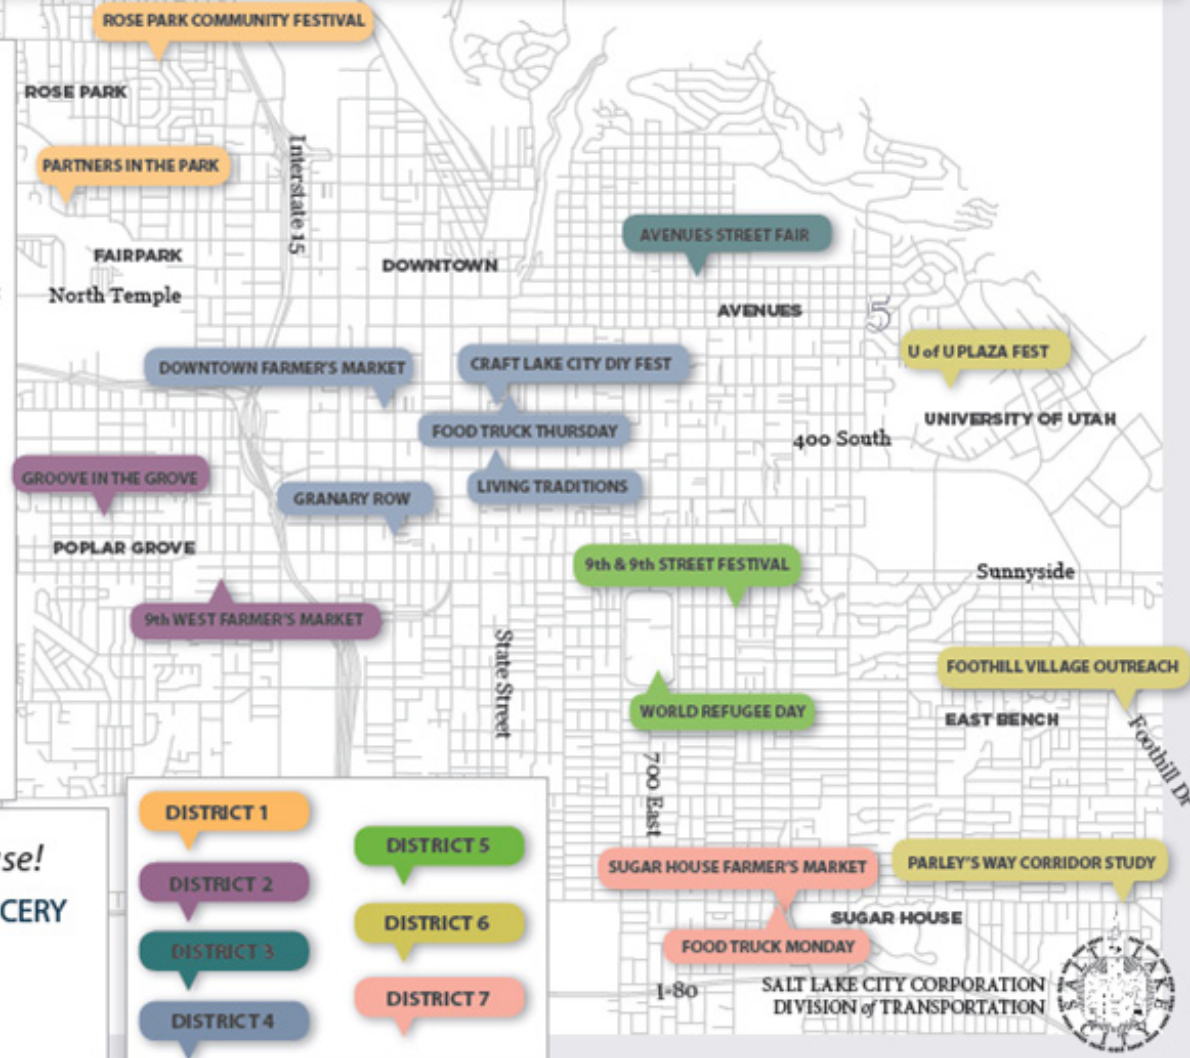 ROSE PARK COMMUNITY FESTIVAL
ROSE PARK
Interstate 15
PARTNERS IN THE PARK
AVENUES STREET FAIR
FAIRPARK
DOWNTOWN
North Temple
AVENUES
5
U of U PLAZA FEST
DOWNTOWN FARMER'S MARKET
CRAFT LAKE CITY DIY FEST
UNIVERSITY OF UTAH
FOOD TRUCK THURSDAY
400 South
GROOVE IN THE GROVE
LIVING TRADITIONS
GRANARY ROW
POPLAR GROVE
9th & 9th STREET FESTIVAL
Sunnyside
9th WEST FARMER'S MARKET
State Street
FOOTHILL VILLAGE OUTREACH
WORLD REFUGEE DAY
EAST BENCH
Foothill Dr
700 East
DISTRICT 1
DISTRICT 2
DISTRICT 3
DISTRICT 4
DISTRICT 5
DISTRICT 6
DISTRICT 7
se!
CERY
SUGAR HOUSE FARMER'S MARKET
PARLEY'S WAY CORRIDOR STUDY
SUGAR HOUSE
FOOD TRUCK MONDAY
I-80
SALT LAKE CITY CORPORATION
DIVISION of TRANSPORTATION
SALT LAKE CITY